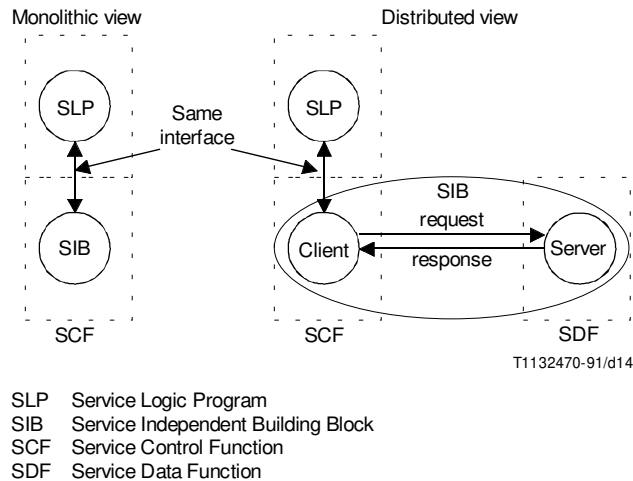 Monolithic view
Distributed view
SLP
SLP
Same
interface
SIB
SIB
request
Client
Server
response
SCF
SCF
SDF
T1132470-91/d14
SLP Service Logic Program
SIB Service Independent Building Block
SCF Service Control Function
SDF Service Data Function